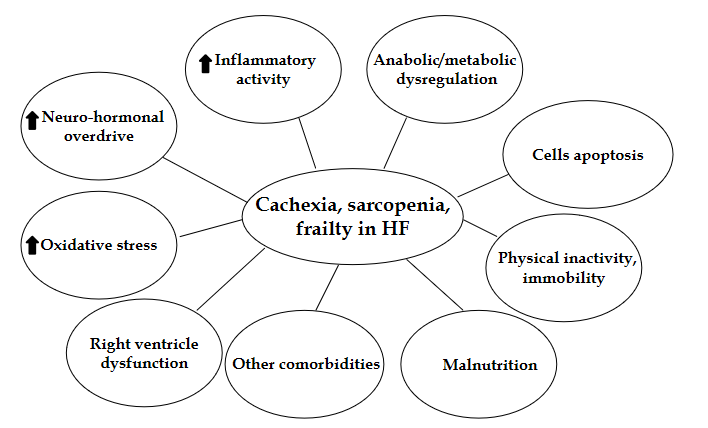 Inflammatory
activity
Anabolic/metabolic
dysregulation
Neuro-hormonal
overdrive
Cells apoptosis
Cachexia, sarcopenia,
frailty in HF
Oxidative stress
Physical inactivity,
immobility
Right ventricle
dysfunction
Other comorbidities
Malnutrition